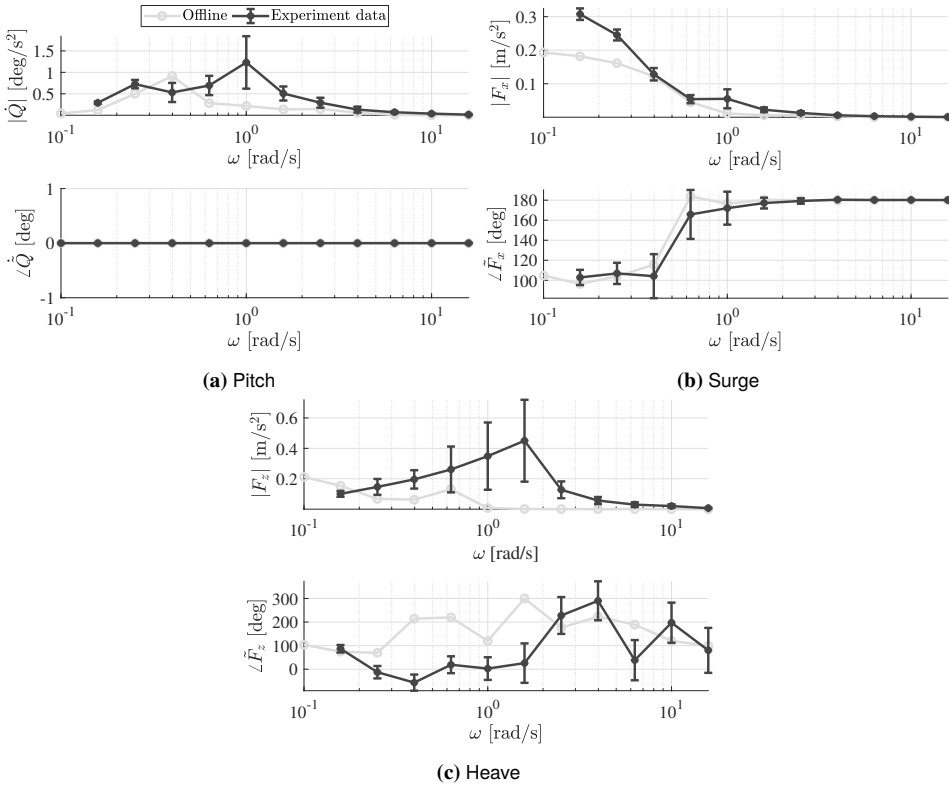 Offline Experiment data
|Q̇| [deg/s²]
1.5
1
0.5
10⁻¹ 10⁰ 10¹
ω [rad/s]
∠Q̇̃ [deg]
1
0
-1
10⁻¹ 10⁰ 10¹
ω [rad/s]
(a) Pitch
|Fₓ| [m/s²]
0.3
0.2
0.1
10⁻¹ 10⁰ 10¹
ω [rad/s]
∠F̃ₓ [deg]
180
160
140
120
100
10⁻¹ 10⁰ 10¹
ω [rad/s]
(b) Surge
|F_z| [m/s²]
0.6
0.4
0.2
10⁻¹ 10⁰ 10¹
ω [rad/s]
∠F̃_z [deg]
300
200
100
0
10⁻¹ 10⁰ 10¹
ω [rad/s]
(c) Heave